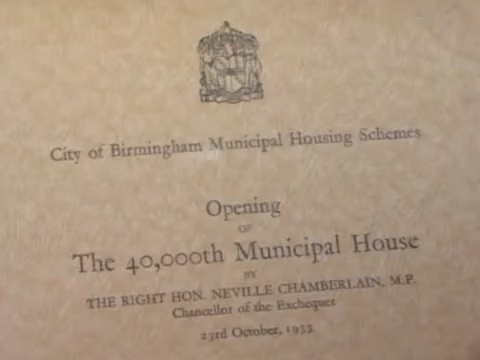 City of Birmingham Municipal Housing Schemes
Opening
OF
The 40,000th Municipal House
BY
THE RIGHT HON. NEVILLE CHAMBERLAIN, M.P.
Chancellor of the Exchequer
23rd October, 1933